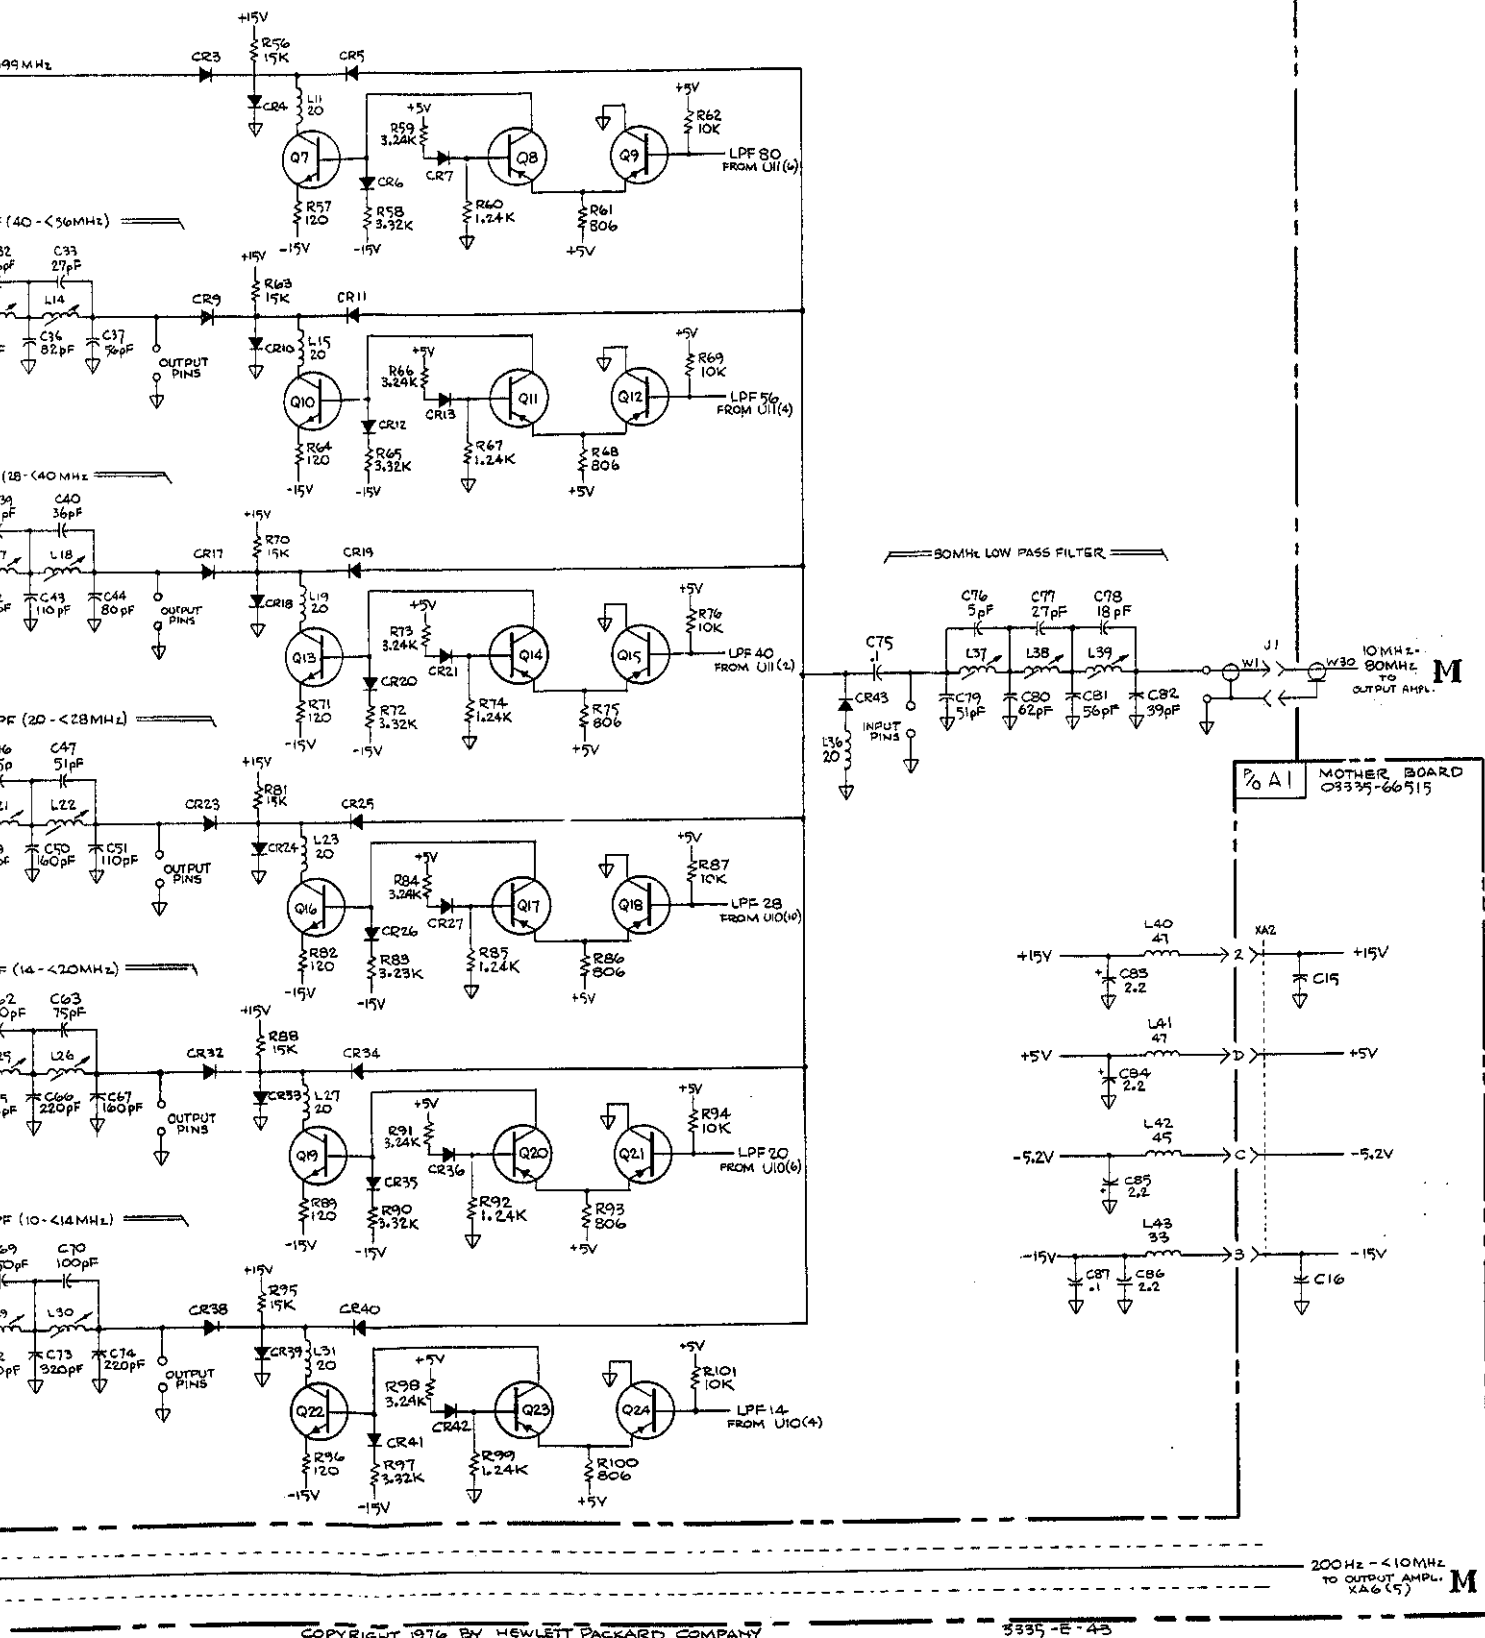 +15V
R56
15K
99MHz
CR3
CR5
CR4
L11
20
+5V
R59
3.24K
+5V
R62
10K
Q7
Q8
Q9
LPF 80
FROM U11(6)
CR7
CR6
R57
120
R58
3.32K
R60
1.24K
R61
806
-15V
-15V
+5V
(40-<56MHz)
+15V
R63
15K
C33
27pF
L14
CR9
CR11
C36
82pF
C37
56pF
OUTPUT
PINS
CR10
L15
20
+5V
R66
3.24K
+5V
R69
10K
Q10
Q11
Q12
LPF 56
FROM U11(4)
CR13
CR12
R64
120
R65
3.32K
R67
1.24K
R68
806
-15V
-15V
+5V
(28-<40MHz
C40
36pF
+15V
R70
15K
L18
CR17
CR19
C43
110pF
C44
80pF
OUTPUT
PINS
CR18
L19
20
+5V
R73
3.24K
+5V
R76
10K
Q13
Q14
Q15
LPF 40
FROM U11(2)
CR21
CR20
R71
120
R72
3.32K
R74
1.24K
R75
806
-15V
-15V
+5V
80MHz LOW PASS FILTER
C76
5pF
C77
27pF
C78
18pF
C75
.1
L37
L38
L39
J1
W1
W30
10MHz-
80MHz
TO
OUTPUT AMPL.
M
CR43
C79
51pF
C80
62pF
C81
56pF
C82
39pF
INPUT
PINS
L36
20
PF (20-<28MHz)
C47
51pF
+15V
R81
15K
L22
CR23
CR25
C50
160pF
C51
110pF
OUTPUT
PINS
CR24
L23
20
+5V
R84
3.24K
+5V
R87
10K
Q16
Q17
Q18
LPF 28
FROM U10(10)
CR27
CR26
R82
120
R83
3.23K
R85
1.24K
R86
806
-15V
-15V
+5V
P/O A1
MOTHER BOARD
03335-66515
F (14-<20MHz)
C63
75pF
+15V
R88
15K
L26
CR32
CR34
C66
220pF
C67
160pF
OUTPUT
PINS
CR33
L27
20
+5V
R91
3.24K
+5V
R94
10K
Q19
Q20
Q21
LPF 20
FROM U10(6)
CR36
CR35
R89
120
R90
3.32K
R92
1.24K
R93
806
-15V
-15V
+5V
L40
47
XA2
+15V
2
+15V
C83
2.2
C15
L41
47
+5V
D
+5V
C84
2.2
L42
45
-5.2V
C
-5.2V
C85
2.2
L43
33
-15V
3
-15V
C87
.1
C86
2.2
C16
PF (10-<14MHz)
C70
100pF
+15V
R95
15K
L30
CR38
CR40
C73
320pF
C74
220pF
OUTPUT
PINS
CR39
L31
20
+5V
R98
3.24K
+5V
R101
10K
Q22
Q23
Q24
LPF 14
FROM U10(4)
CR42
CR41
R96
120
R97
3.32K
R99
1.24K
R100
806
-15V
-15V
+5V
200Hz-<10MHz
TO OUTPUT AMPL.
XA6(5)
M
COPYRIGHT 1976 BY HEWLETT PACKARD COMPANY
3335-E-43